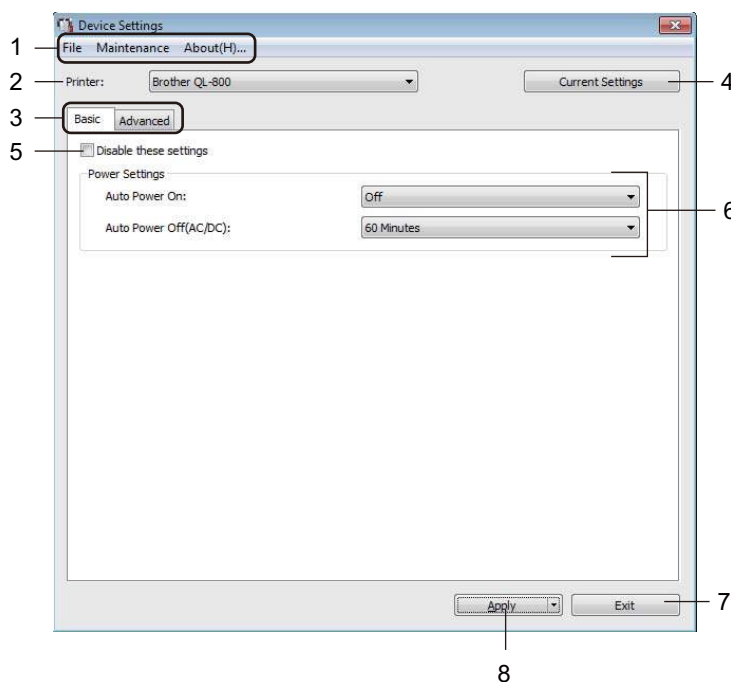 Device Settings
1 File Maintenance About(H)...
2 Printer: Brother QL-800 Current Settings 4
3 Basic Advanced
5 Disable these settings
Power Settings
Auto Power On: Off
6
Auto Power Off(AC/DC): 60 Minutes
Apply Exit 7
8